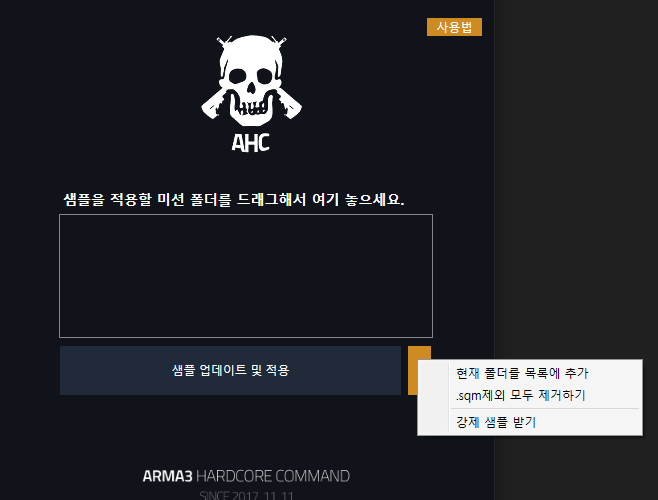 사용법
AHC
샘플을 적용할 미션 폴더를 드래그해서 여기 놓으세요.
샘플 업데이트 및 적용
현재 폴더를 목록에 추가
.sqm제외 모두 제거하기
강제 샘플 받기
ARMA3 HARDCORE COMMAND
SINCE 2017. 11. 11